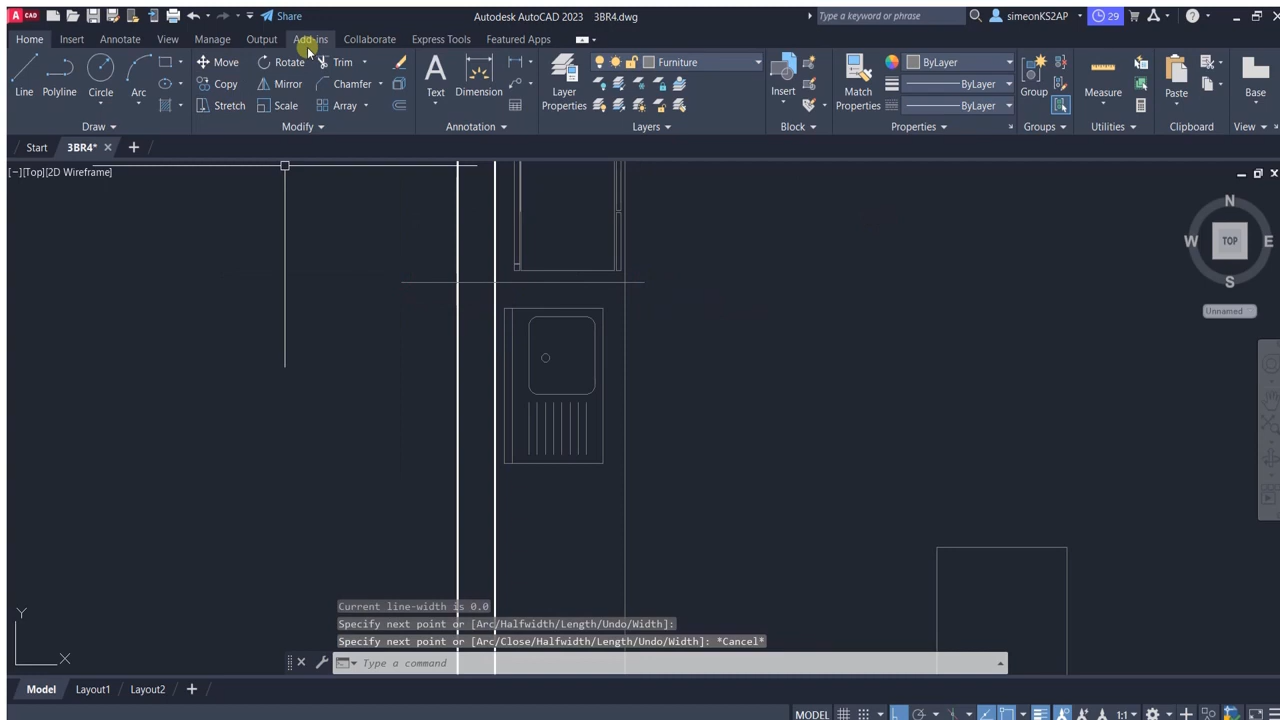 CAD Share Autodesk AutoCAD 2023 3BR4.dwg Type a keyword or phrase simeonKS2AP 29
Home Insert Annotate View Manage Output Add-ins Collaborate Express Tools Featured Apps
Move Rotate Trim Furniture ByLayer
Line Polyline Circle Arc Copy Mirror Chamfer Text Dimension Layer Properties Insert Match Properties ByLayer Group Measure Paste Base
Stretch Scale Array ByLayer
Draw Modify Annotation Layers Block Properties Groups Utilities Clipboard View
Start 3BR4*
[−][Top][2D Wireframe]
N
W TOP E
S
Unnamed
Current line-width is 0.0
Specify next point or [Arc/Halfwidth/Length/Undo/Width]:
Specify next point or [Arc/Close/Halfwidth/Length/Undo/Width]: *Cancel*
Y
X
Type a command
Model Layout1 Layout2
MODEL 1:1